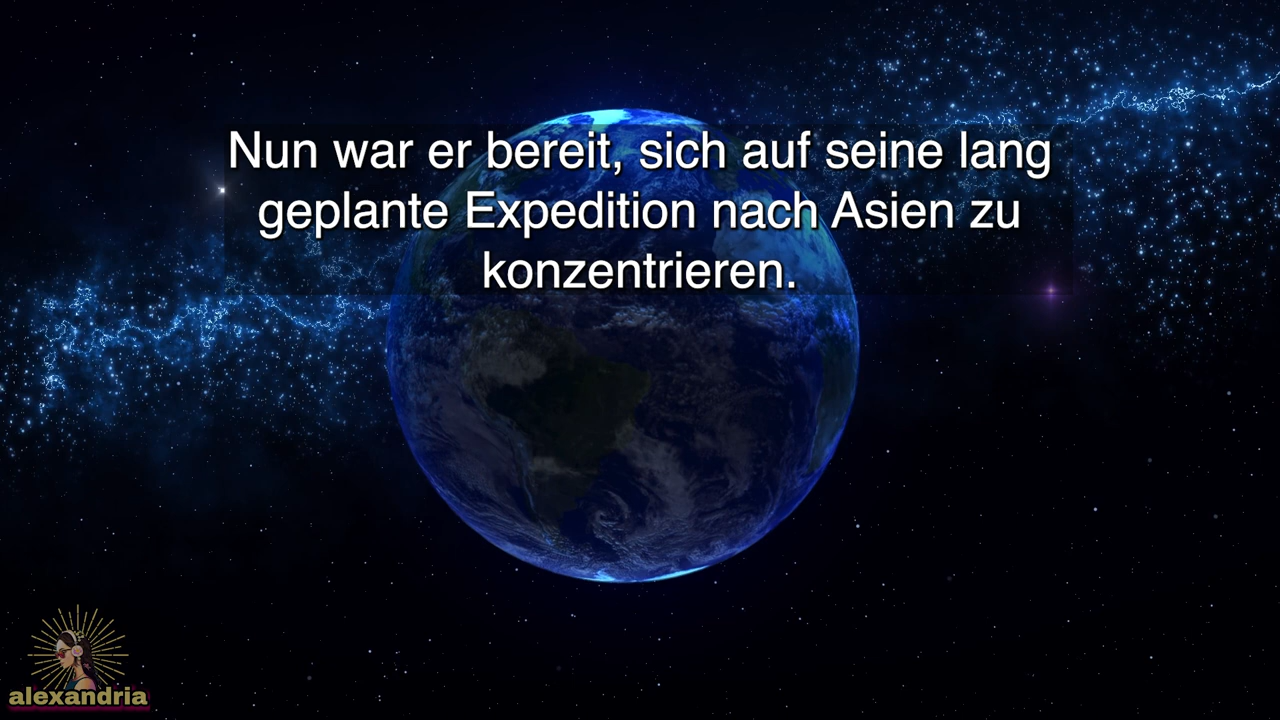 Nun war er bereit, sich auf seine lang
geplante Expedition nach Asien zu
konzentrieren.
alexandria